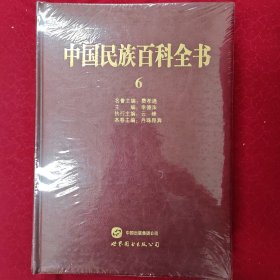 中国民族百科全书
6
名誉主编：费孝通
主 编：李德洙
执行主编：云峰
本卷主编：丹珠昂奔
中国出版集团公司
世界图书出版公司